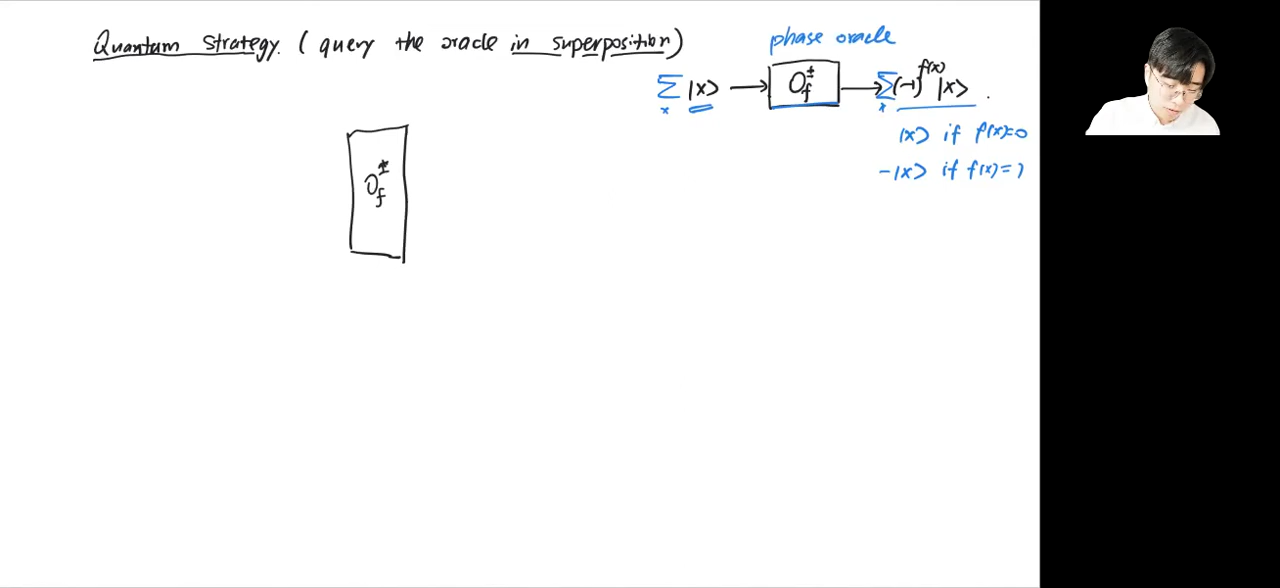 Quantum Strategy. ( query the oracle in superposition )
phase oracle
∑ₓ |x⟩ → O_f^± → ∑ₓ (-1)^{f(x)} |x⟩ .
|x⟩ if f(x)=0
-|x⟩ if f(x)=1
O_f^±